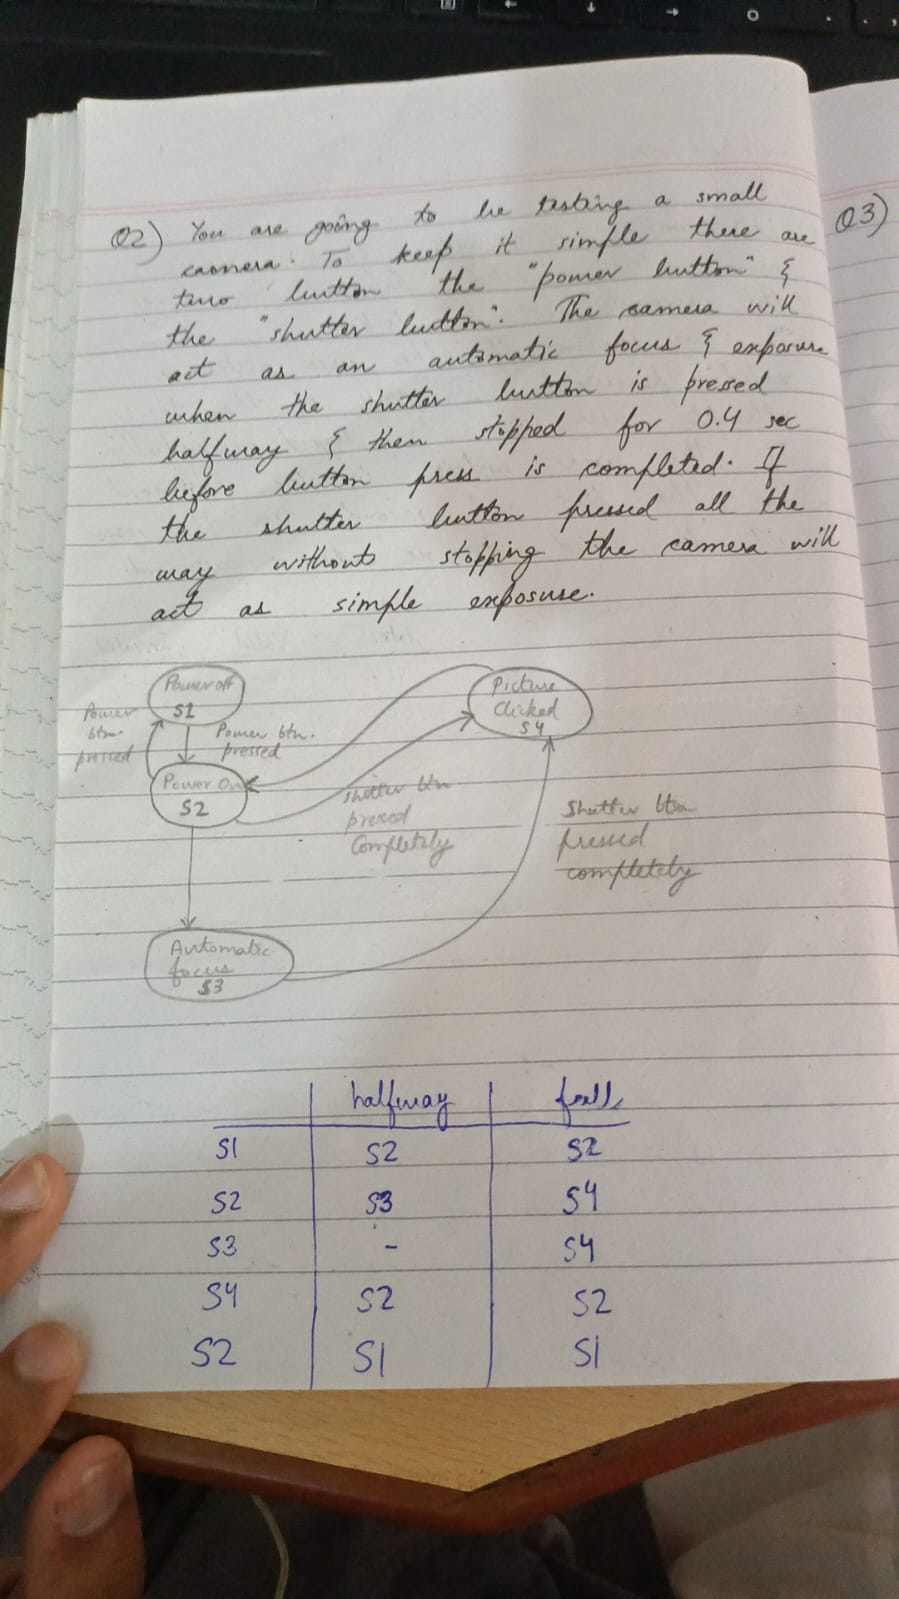 Q2) You are going to be testing a small
camera. To keep it simple there are
two button the "power button" &
the "shutter button". The camera will
act as an automatic focus & exposure
when the shutter button is pressed
halfway & then stopped for 0.4 sec
before button press is completed. If
the shutter button pressed all the
way without stopping the camera will
act as simple exposure.
Q3)
Power off
S1
Picture
Clicked
S4
Power
btn.
pressed
Power btn.
pressed
Power On
S2
Shutter btn
presed
Completely
Shutter btn
pressed
completely
Automatic
focus
S3
halfway full
S1 S2 S2
S2 S3 S4
S3 - S4
S4 S2 S2
S2 S1 S1